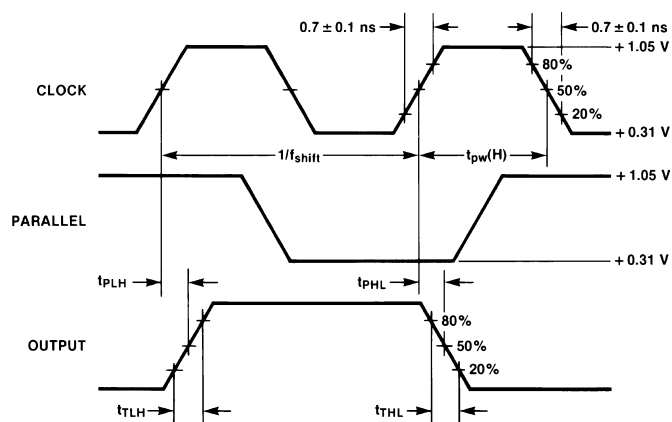 0.7 ± 0.1 ns
0.7 ± 0.1 ns
+ 1.05 V
80%
CLOCK
50%
20%
+ 0.31 V
1/fshift
tpw(H)
+ 1.05 V
PARALLEL
+ 0.31 V
tPLH
tPHL
80%
OUTPUT
50%
20%
tTLH
tTHL